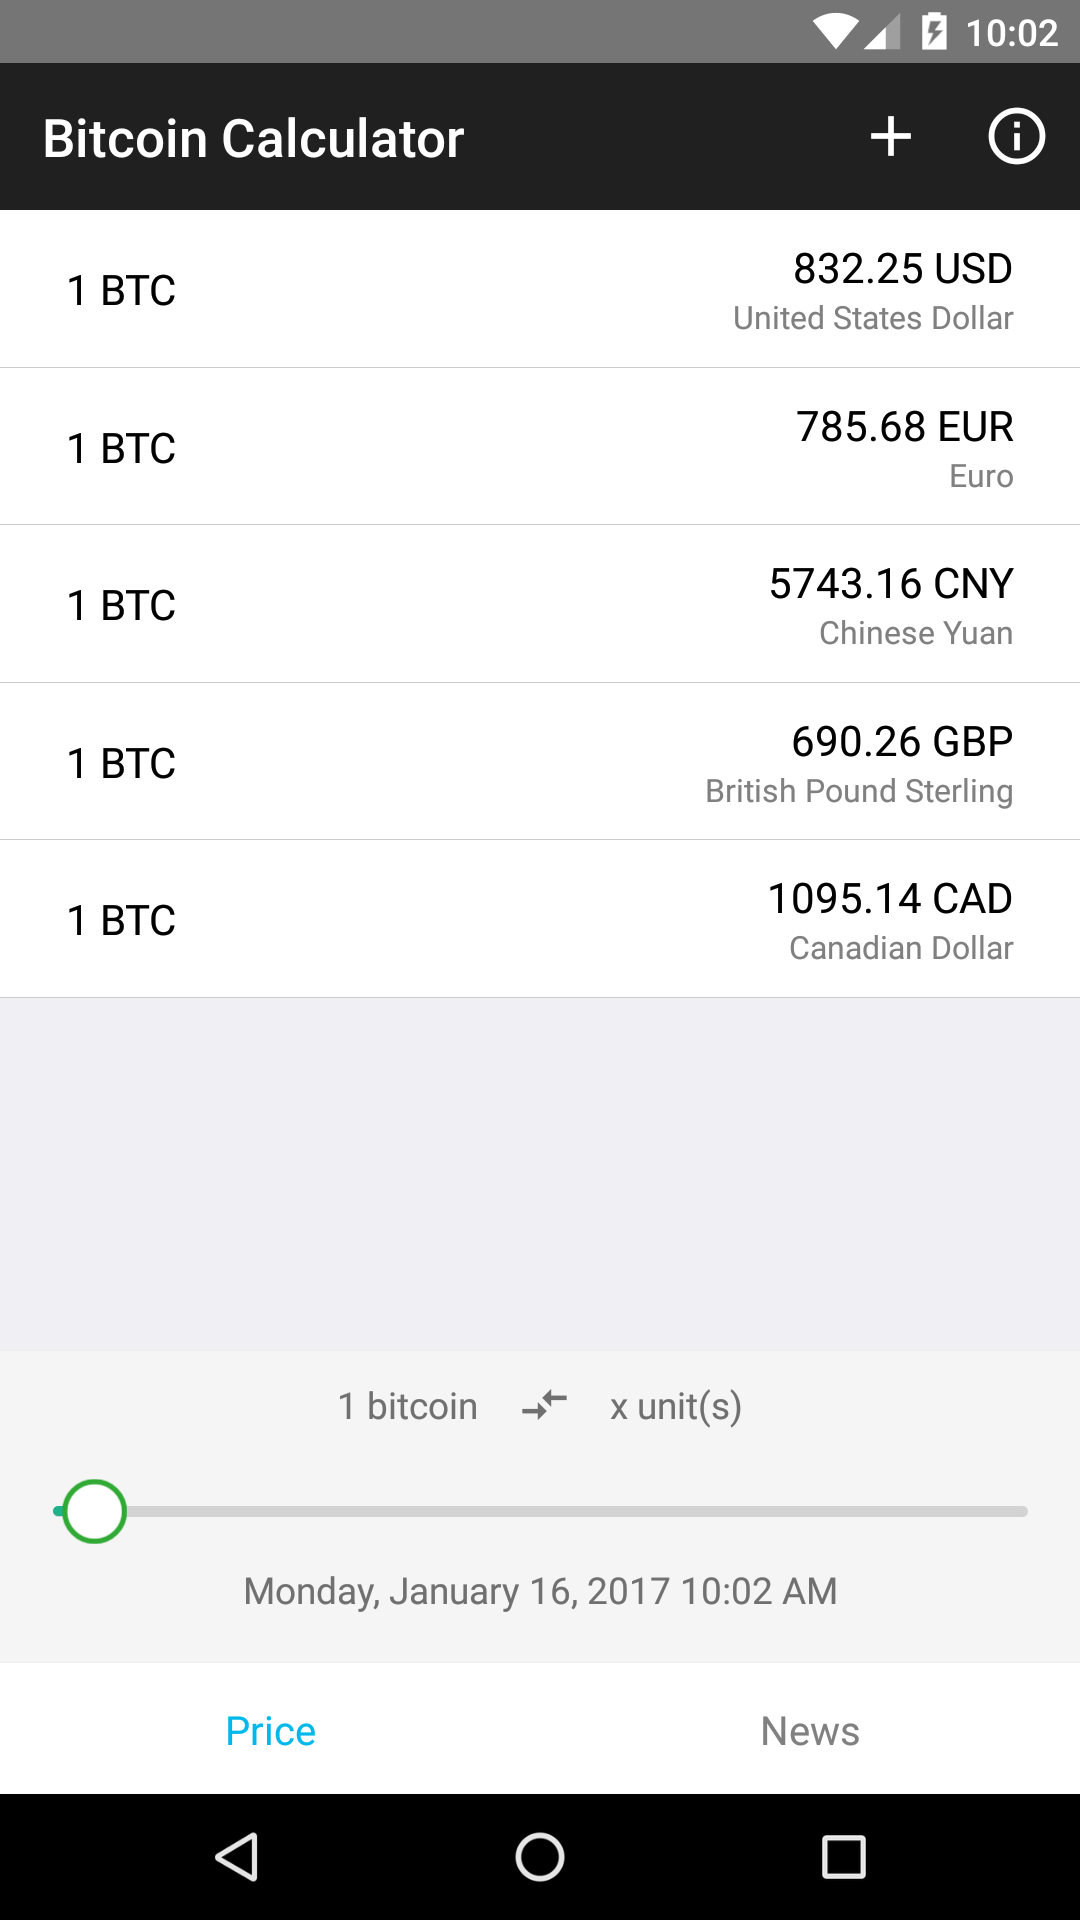 10:02
Bitcoin Calculator
1 BTC
832.25 USD
United States Dollar
1 BTC
785.68 EUR
Euro
1 BTC
5743.16 CNY
Chinese Yuan
1 BTC
690.26 GBP
British Pound Sterling
1 BTC
1095.14 CAD
Canadian Dollar
1 bitcoin x unit(s)
Monday, January 16, 2017 10:02 AM
Price News